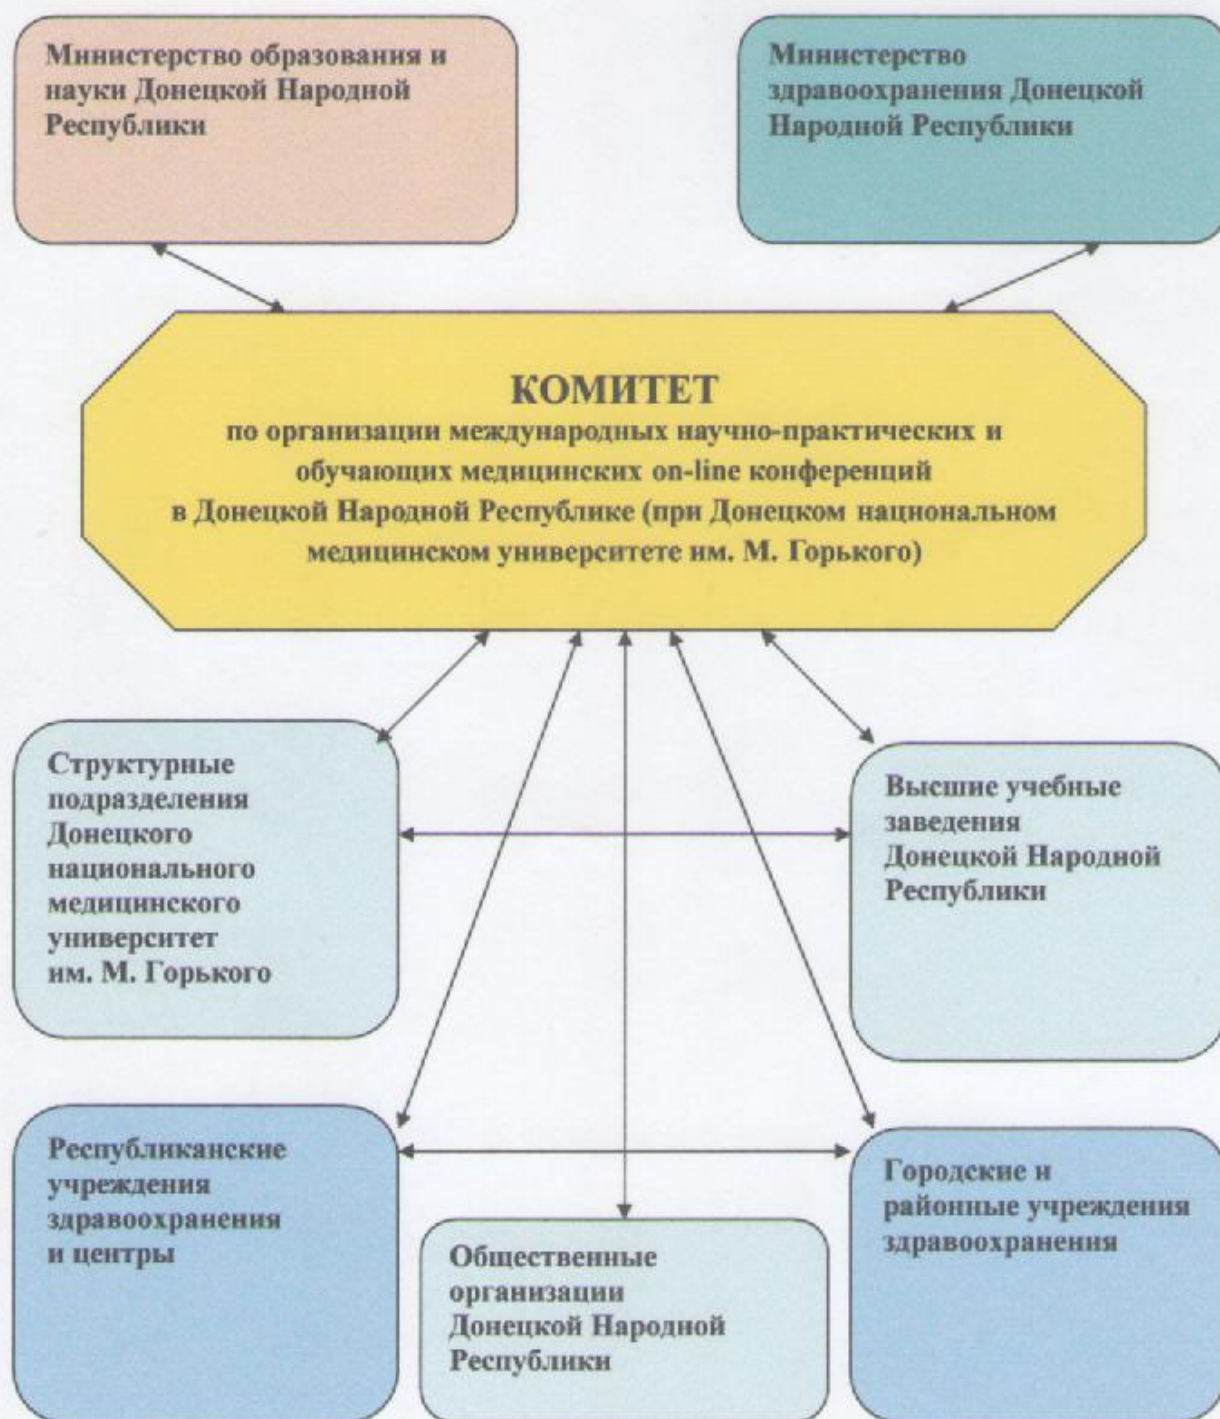 Министерство образования и
науки Донецкой Народной
Республики
Министерство
здравоохранения Донецкой
Народной Республики
КОМИТЕТ
по организации международных научно-практических и
обучающих медицинских on-line конференций
в Донецкой Народной Республике (при Донецком национальном
медицинском университете им. М. Горького)
Структурные
подразделения
Донецкого
национального
медицинского
университет
им. М. Горького
Высшие учебные
заведения
Донецкой Народной
Республики
Республиканские
учреждения
здравоохранения
и центры
Городские и
районные учреждения
здравоохранения
Общественные
организации
Донецкой Народной
Республики